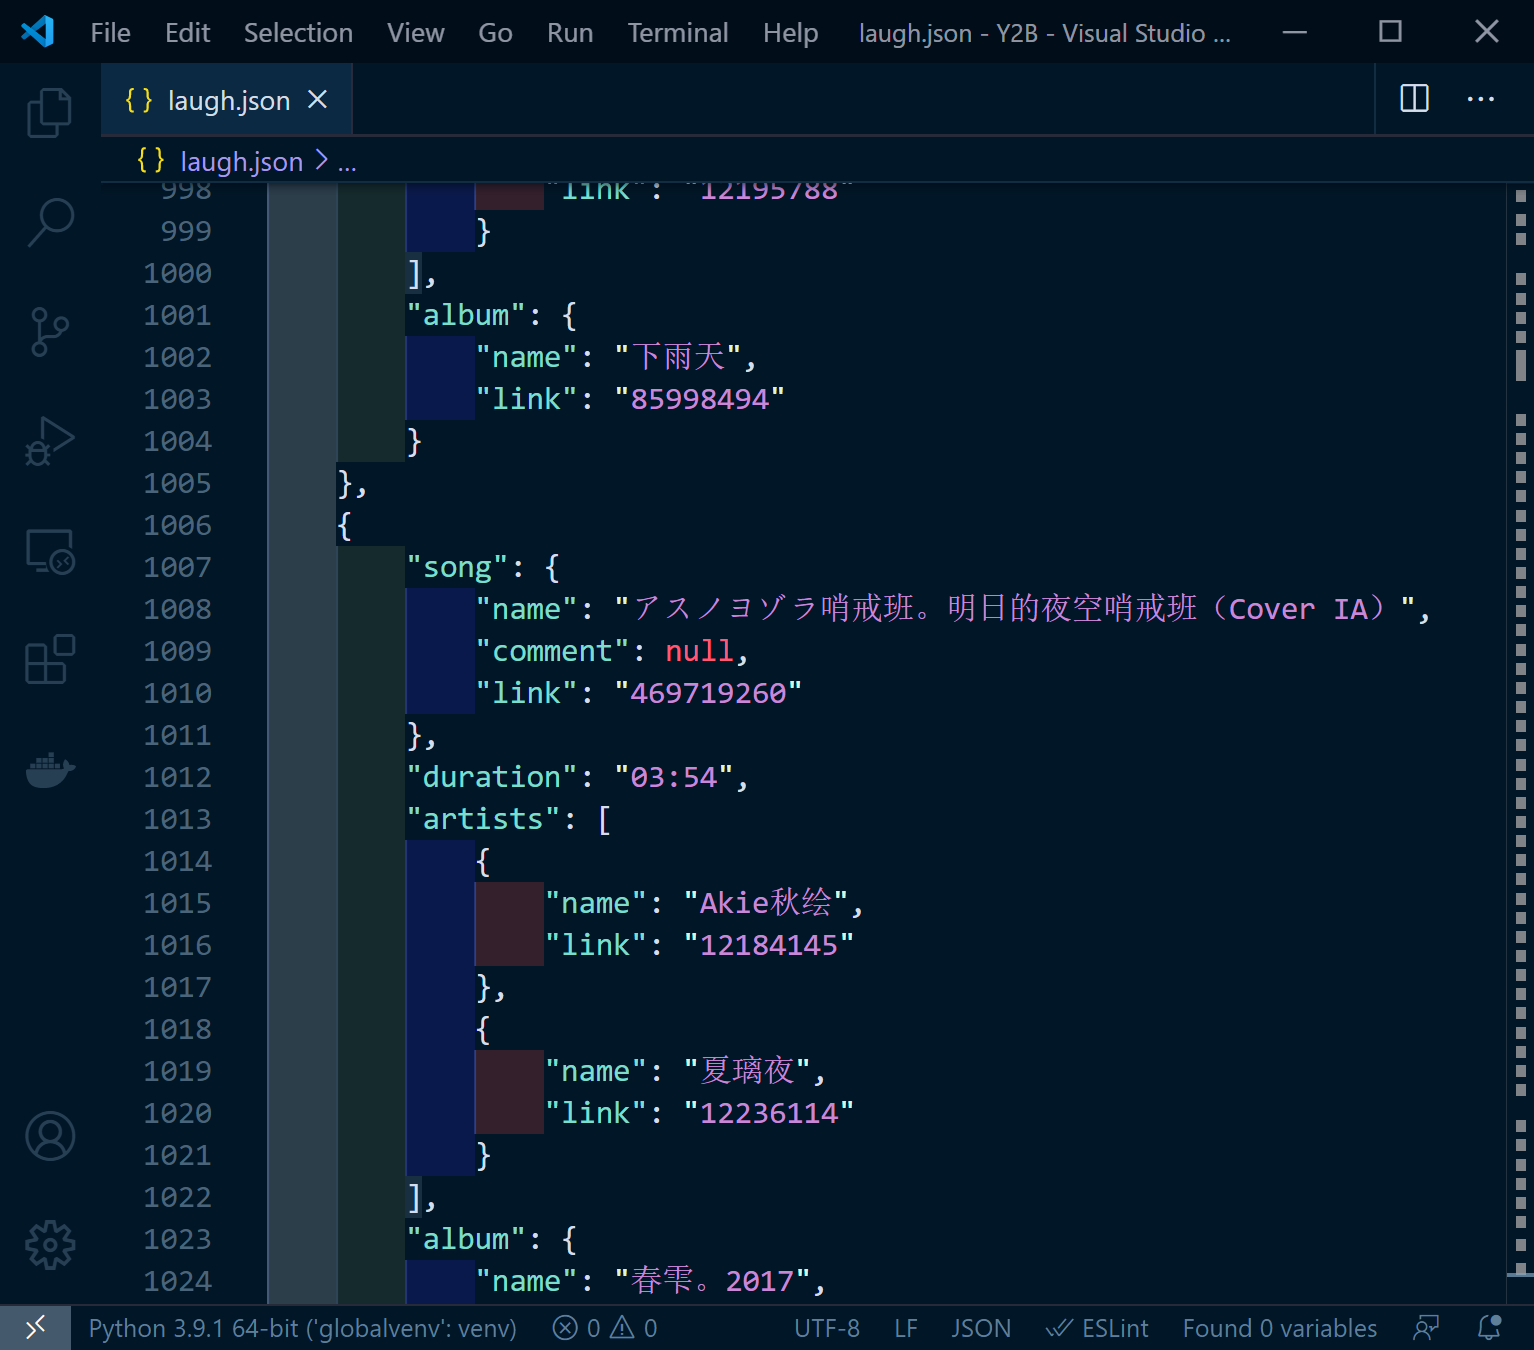 File Edit Selection View Go Run Terminal Help laugh.json - Y2B - Visual Studio ...
{} laugh.json
{} laugh.json > ...
998 "link": "12195788"
999 }
1000 ],
1001 "album": {
1002 "name": "下雨天",
1003 "link": "85998494"
1004 }
1005 },
1006 {
1007 "song": {
1008 "name": "アスノヨゾラ哨戒班。明日的夜空哨戒班（Cover IA）",
1009 "comment": null,
1010 "link": "469719260"
1011 },
1012 "duration": "03:54",
1013 "artists": [
1014 {
1015 "name": "Akie秋绘",
1016 "link": "12184145"
1017 },
1018 {
1019 "name": "夏璃夜",
1020 "link": "12236114"
1021 }
1022 ],
1023 "album": {
1024 "name": "春雫。2017",
Python 3.9.1 64-bit ('globalvenv': venv) 0 0 UTF-8 LF JSON ESLint Found 0 variables